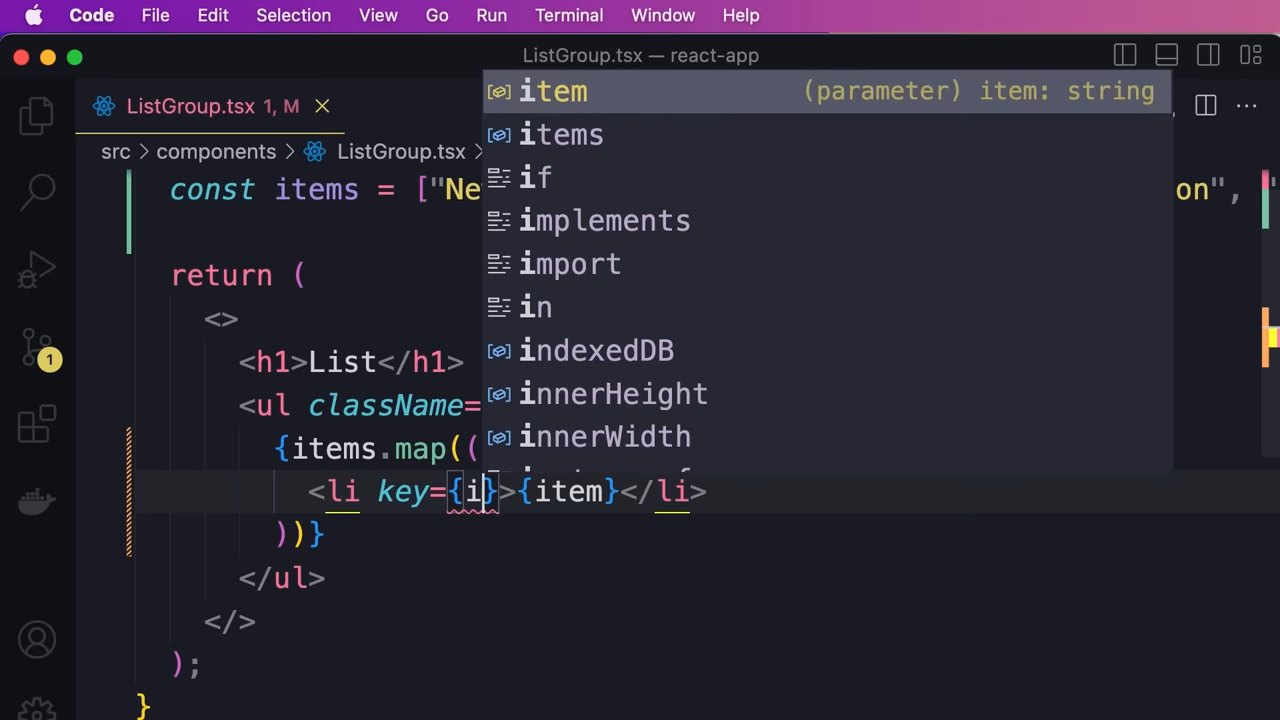 Code File Edit Selection View Go Run Terminal Window Help
ListGroup.tsx — react-app
ListGroup.tsx 1, M
src > components > ListGroup.tsx >
item (parameter) item: string
items
if
implements
import
in
indexedDB
innerHeight
innerWidth
const items = ["Ne on", "
return (
<>
<h1>List</h1>
<ul className=
{items.map((
<li key={i}>{item}</li>
))}
</ul>
</>
);
}
1